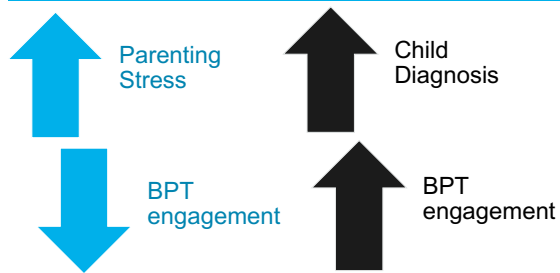 Parenting
Stress
Child
Diagnosis
BPT
engagement
BPT
engagement